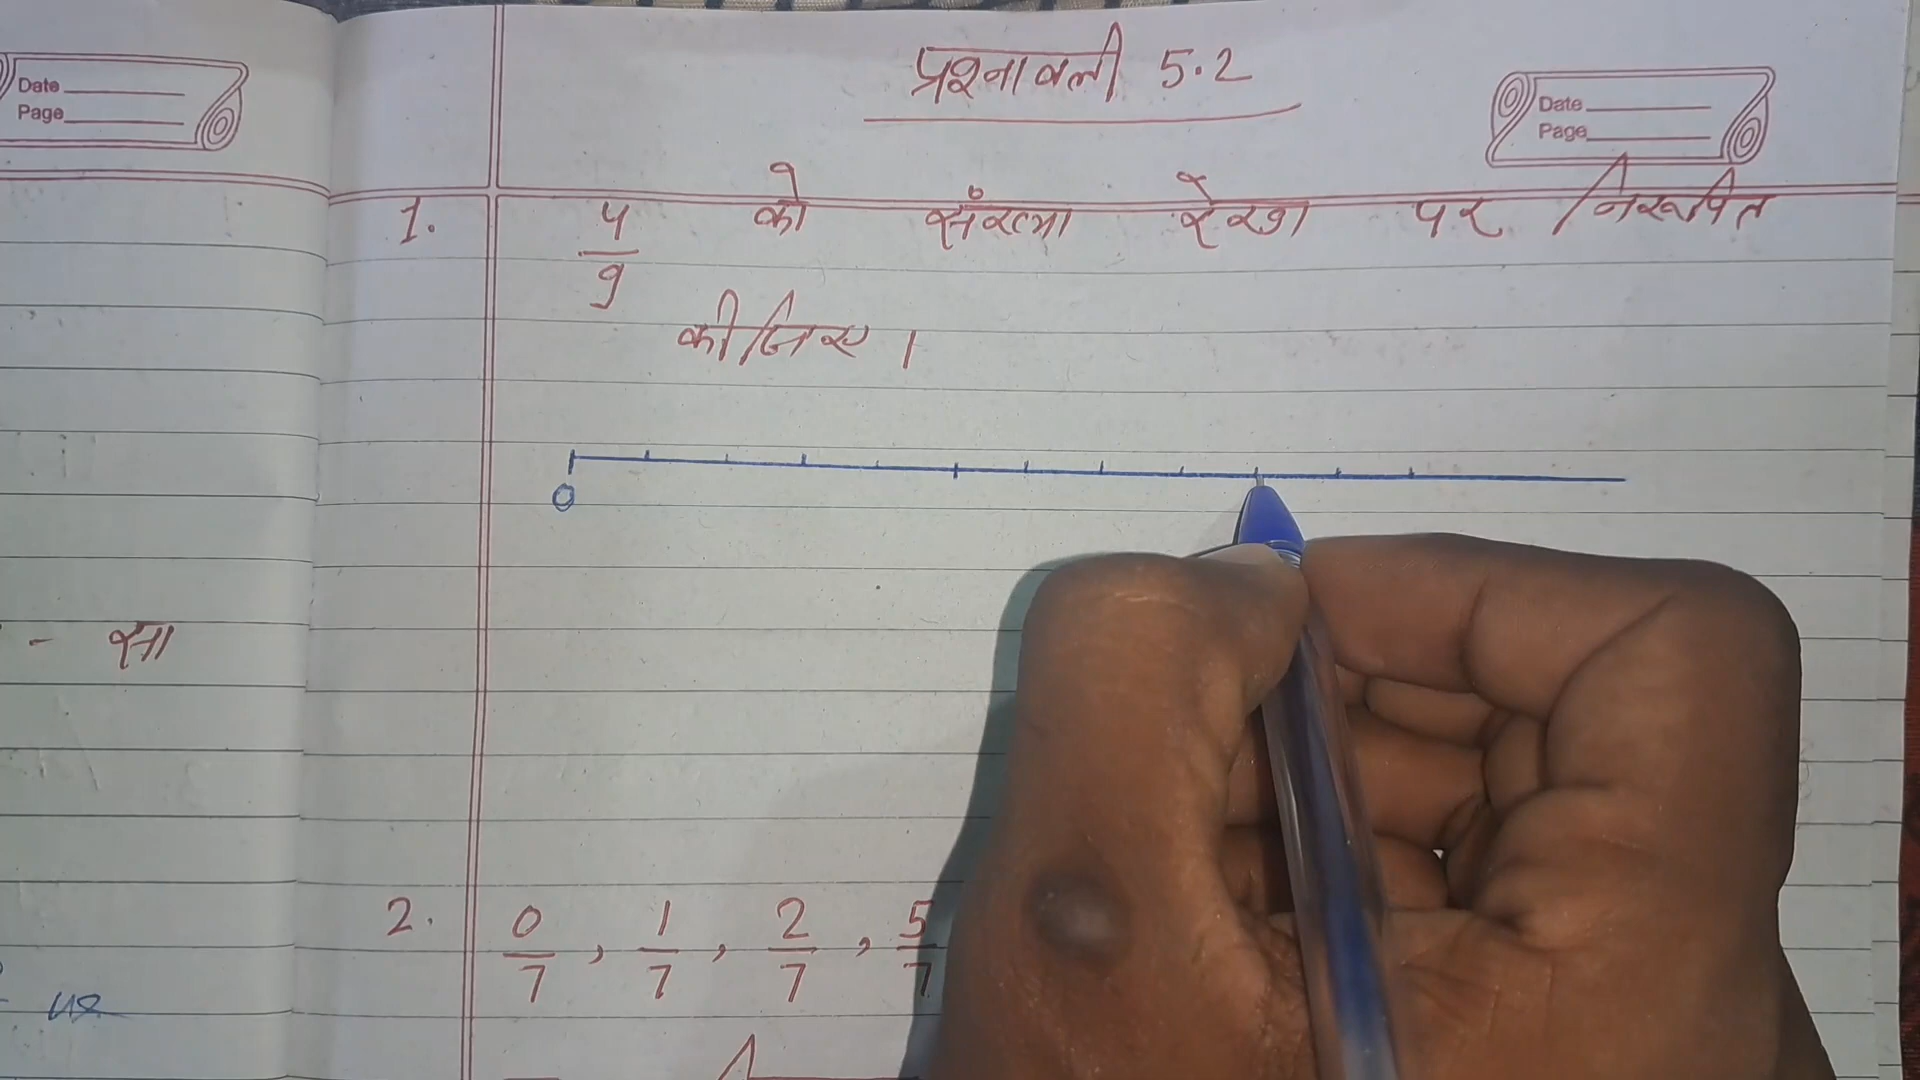 Date
Page
प्रश्नावली 5.2
Date
Page
1. 4/9 को संख्या रेखा पर निरूपित
कीजिए ।
0
- सा
2. 0/7 , 1/7 , 2/7 , 5/7